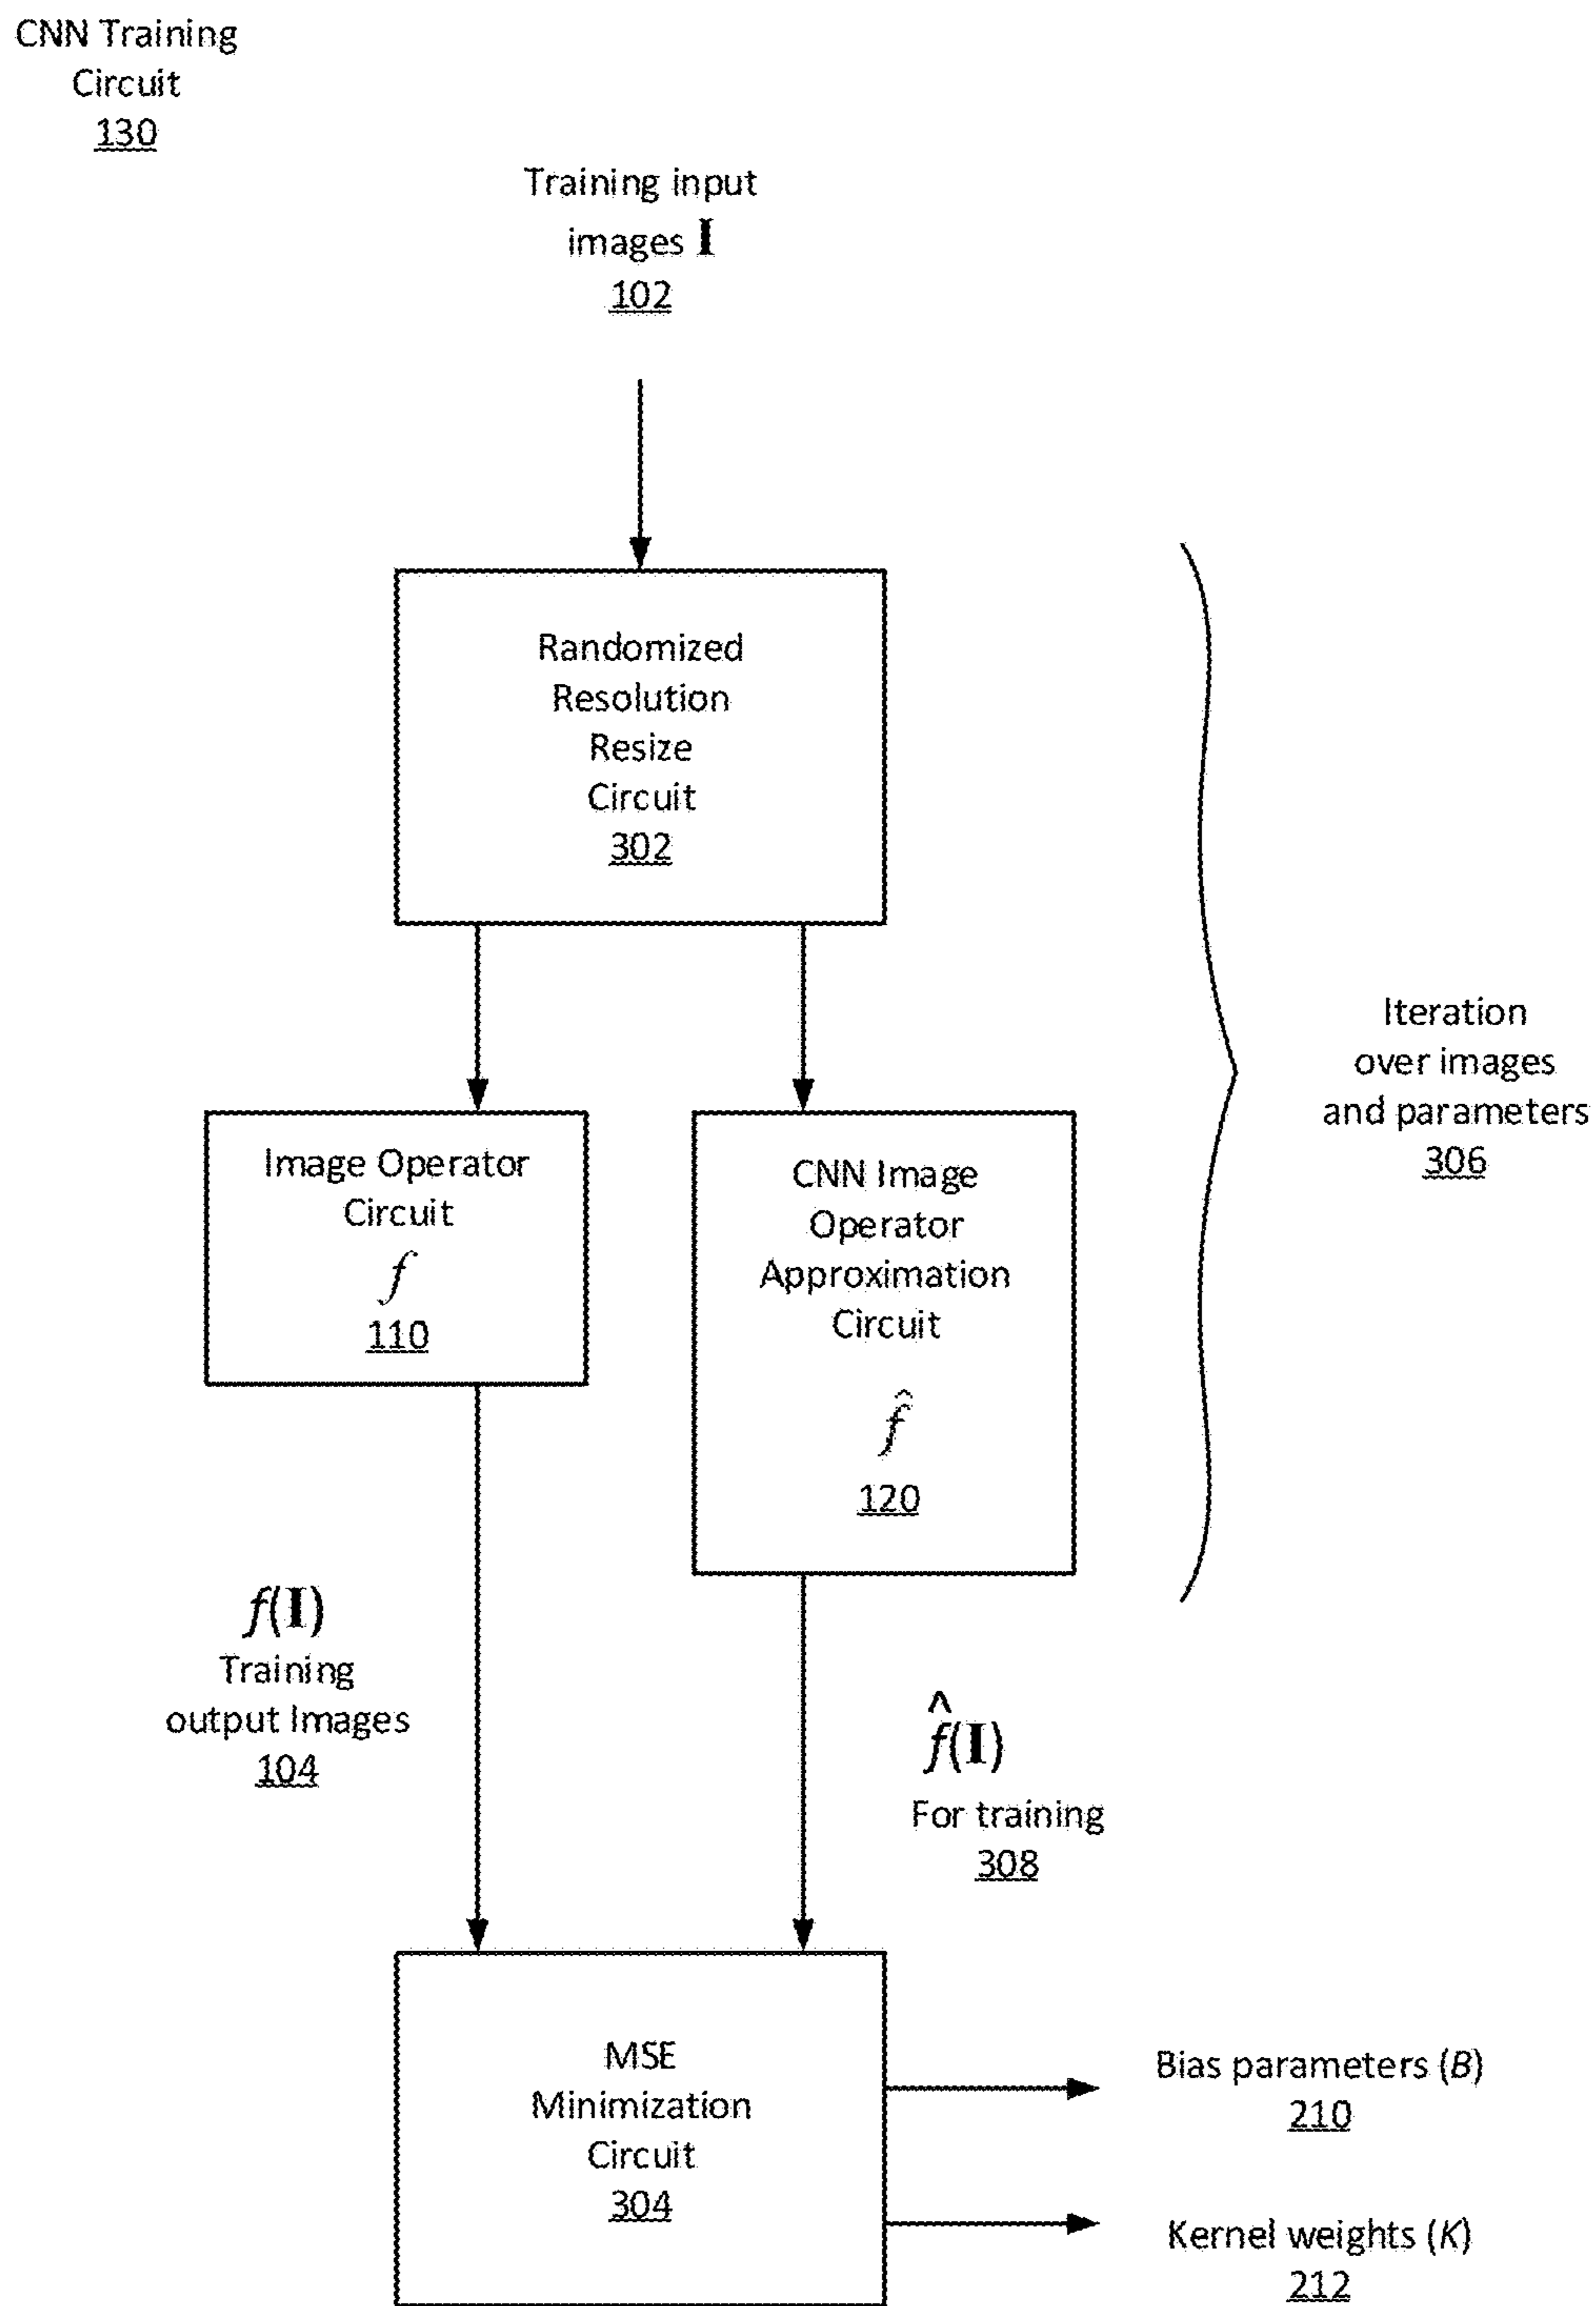 CNN Training
Circuit
130
Training input
images I
102
Randomized
Resolution
Resize
Circuit
302
Iteration
over images
and parameters
306
Image Operator
Circuit
f
110
CNN Image
Operator
Approximation
Circuit
f̂
120
f(I)
Training
output Images
104
f̂(I)
For training
308
MSE
Minimization
Circuit
304
Bias parameters (B)
210
Kernel weights (K)
212